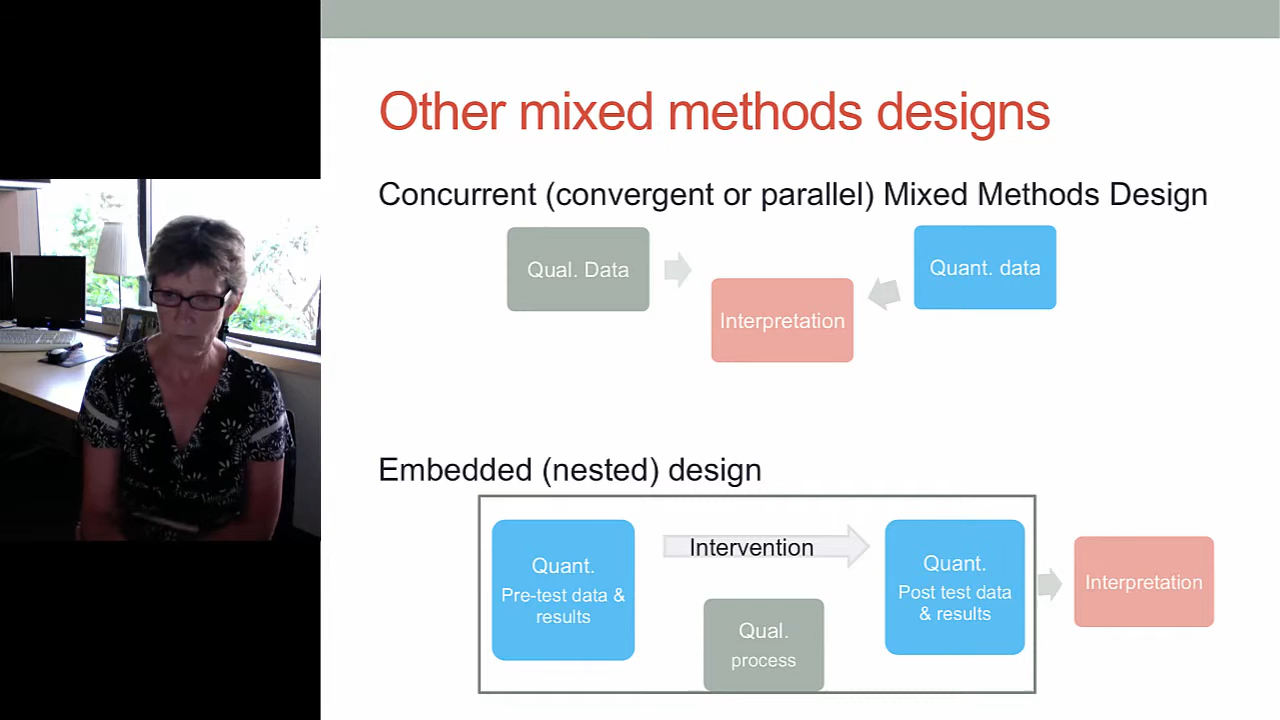 Other mixed methods designs
Concurrent (convergent or parallel) Mixed Methods Design
Qual. Data
Quant. data
Interpretation
Embedded (nested) design
Quant.
Pre-test data &
results
Intervention
Qual.
process
Quant.
Post test data
& results
Interpretation